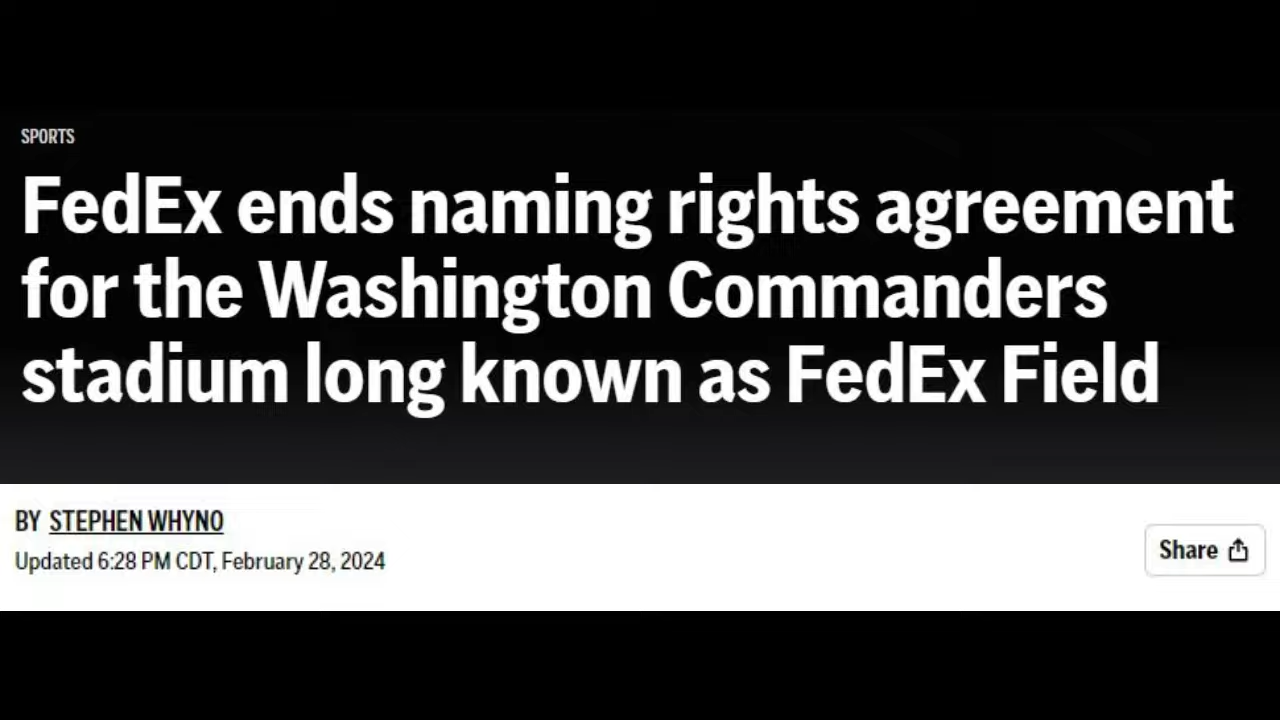 SPORTS
FedEx ends naming rights agreement
for the Washington Commanders
stadium long known as FedEx Field
BY STEPHEN WHYNO
Updated 6:28 PM CDT, February 28, 2024
Share